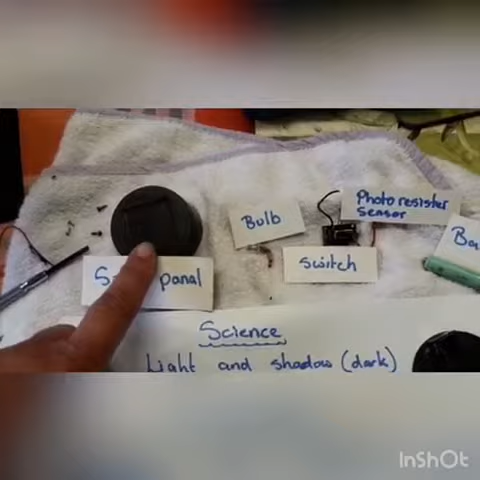 Photo resister
Sensor
Bulb
Switch
panal
Science
Light and shadow (dark)
InShOt